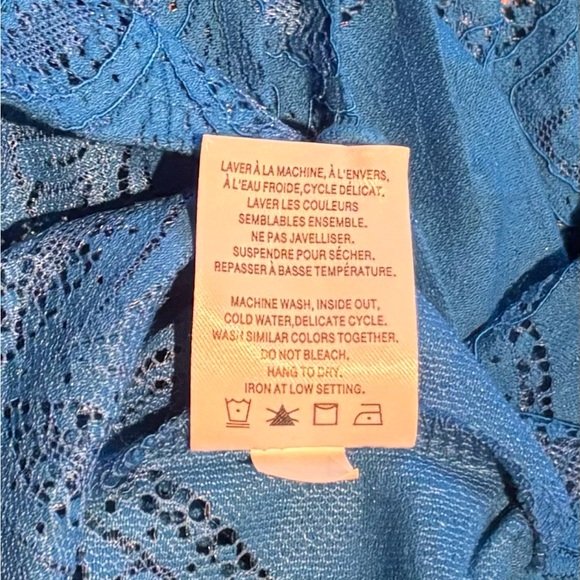 LAVER À LA MACHINE, À L'ENVERS,
À L'EAU FROIDE,CYCLE DÉLICAT.
LAVER LES COULEURS
SEMBLABLES ENSEMBLE.
NE PAS JAVELLISER.
SUSPENDRE POUR SÉCHER.
REPASSER À BASSE TEMPÉRATURE.
MACHINE WASH, INSIDE OUT,
COLD WATER,DELICATE CYCLE.
WASH SIMILAR COLORS TOGETHER.
DO NOT BLEACH.
HANG TO DRY.
IRON AT LOW SETTING.